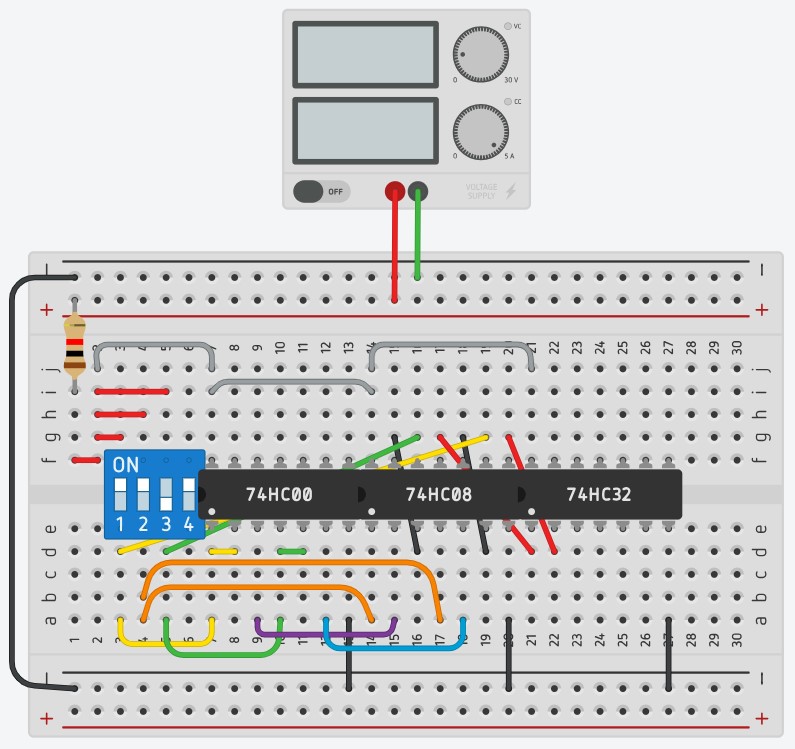 VC
0 30 V
CC
0 5 A
OFF
VOLTAGE
SUPPLY
− −
+ +
1 2 3 4 5 6 7 8 9 10 11 12 13 14 15 16 17 18 19 20 21 22 23 24 25 26 27 28 29 30
j j
i i
h h
g g
f f
ON
1 2 3 4
74HC00 74HC08 74HC32
e e
d d
c c
b b
a a
1 2 3 4 5 6 7 8 9 10 11 12 13 14 15 16 17 18 19 20 21 22 23 24 25 26 27 28 29 30
− −
+ +